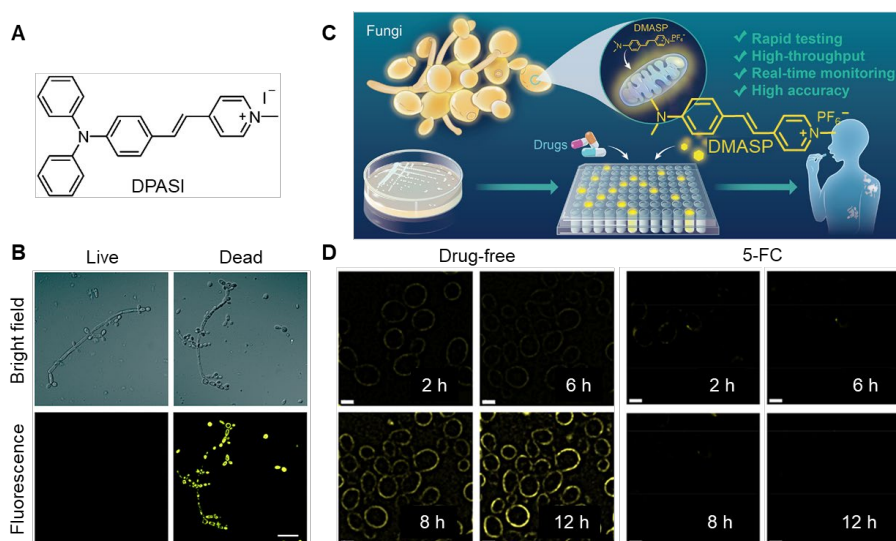 A
N
N
+
I⁻
DPASI
B
Live
Dead
Bright field
Fluorescence
C
Fungi
DMASP
N
N
+
PF₆⁻
✓ Rapid testing
✓ High-throughput
✓ Real-time monitoring
✓ High accuracy
N
N
+
PF₆⁻
DMASP
Drugs
D
Drug-free
5-FC
2 h
6 h
2 h
6 h
8 h
12 h
8 h
12 h